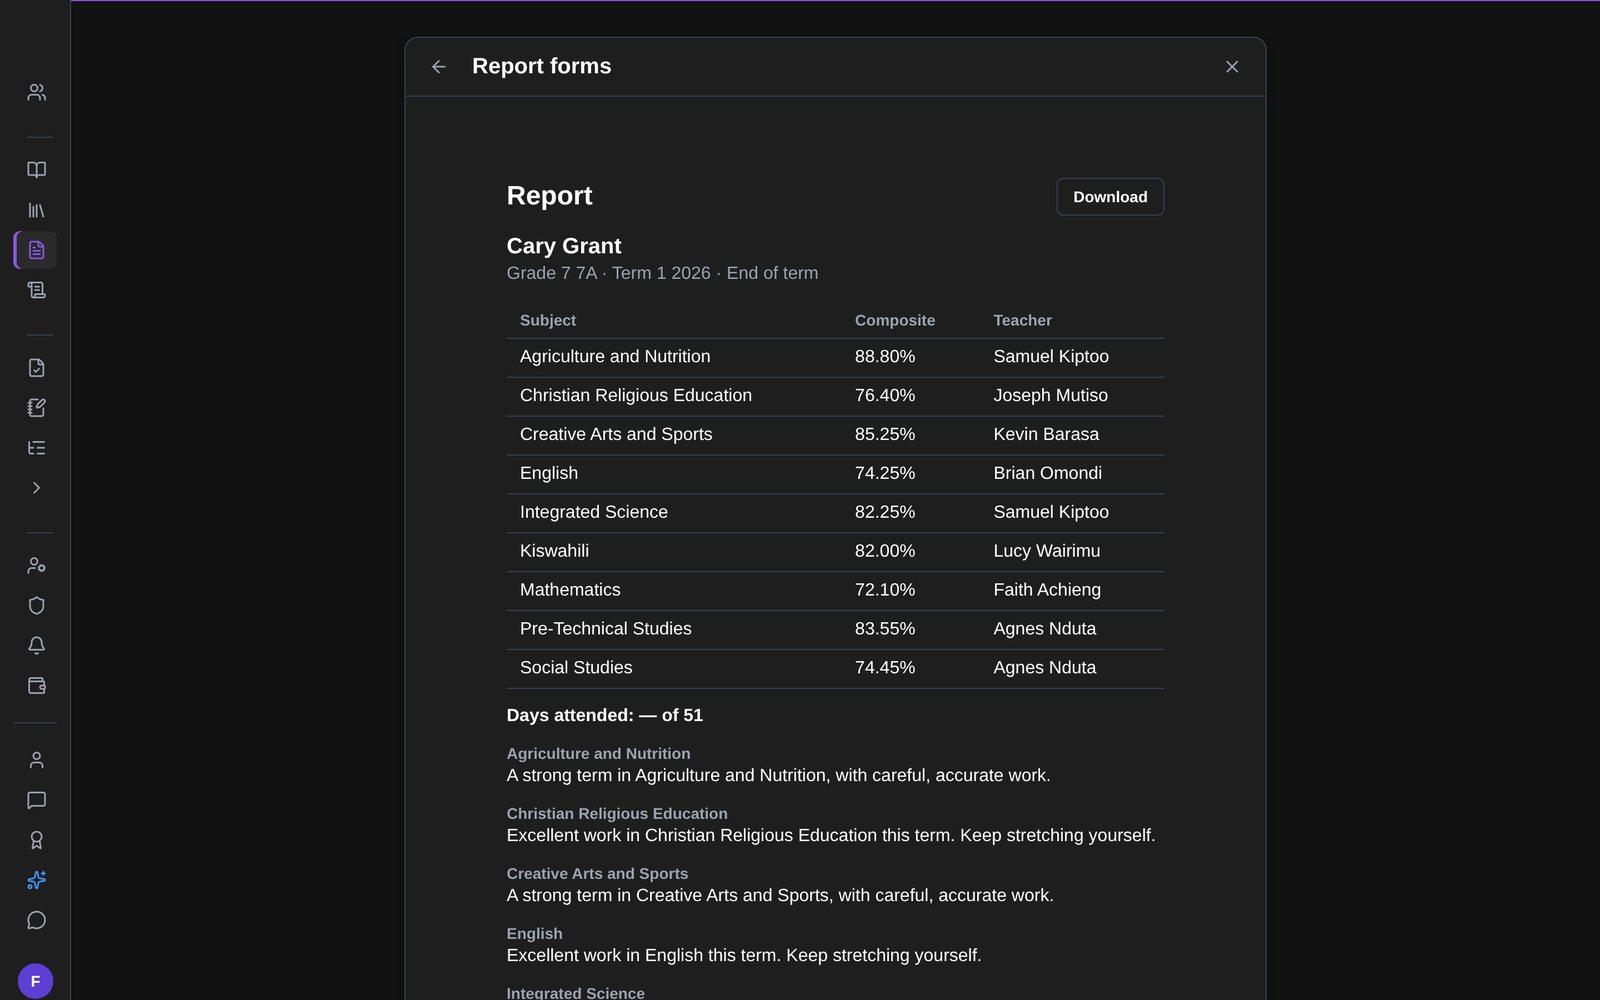 Report forms
Report
Download
Cary Grant
Grade 7 7A · Term 1 2026 · End of term
Subject Composite Teacher
Agriculture and Nutrition 88.80% Samuel Kiptoo
Christian Religious Education 76.40% Joseph Mutiso
Creative Arts and Sports 85.25% Kevin Barasa
English 74.25% Brian Omondi
Integrated Science 82.25% Samuel Kiptoo
Kiswahili 82.00% Lucy Wairimu
Mathematics 72.10% Faith Achieng
Pre-Technical Studies 83.55% Agnes Nduta
Social Studies 74.45% Agnes Nduta
Days attended: — of 51
Agriculture and Nutrition
A strong term in Agriculture and Nutrition, with careful, accurate work.
Christian Religious Education
Excellent work in Christian Religious Education this term. Keep stretching yourself.
Creative Arts and Sports
A strong term in Creative Arts and Sports, with careful, accurate work.
English
Excellent work in English this term. Keep stretching yourself.
Integrated Science
F